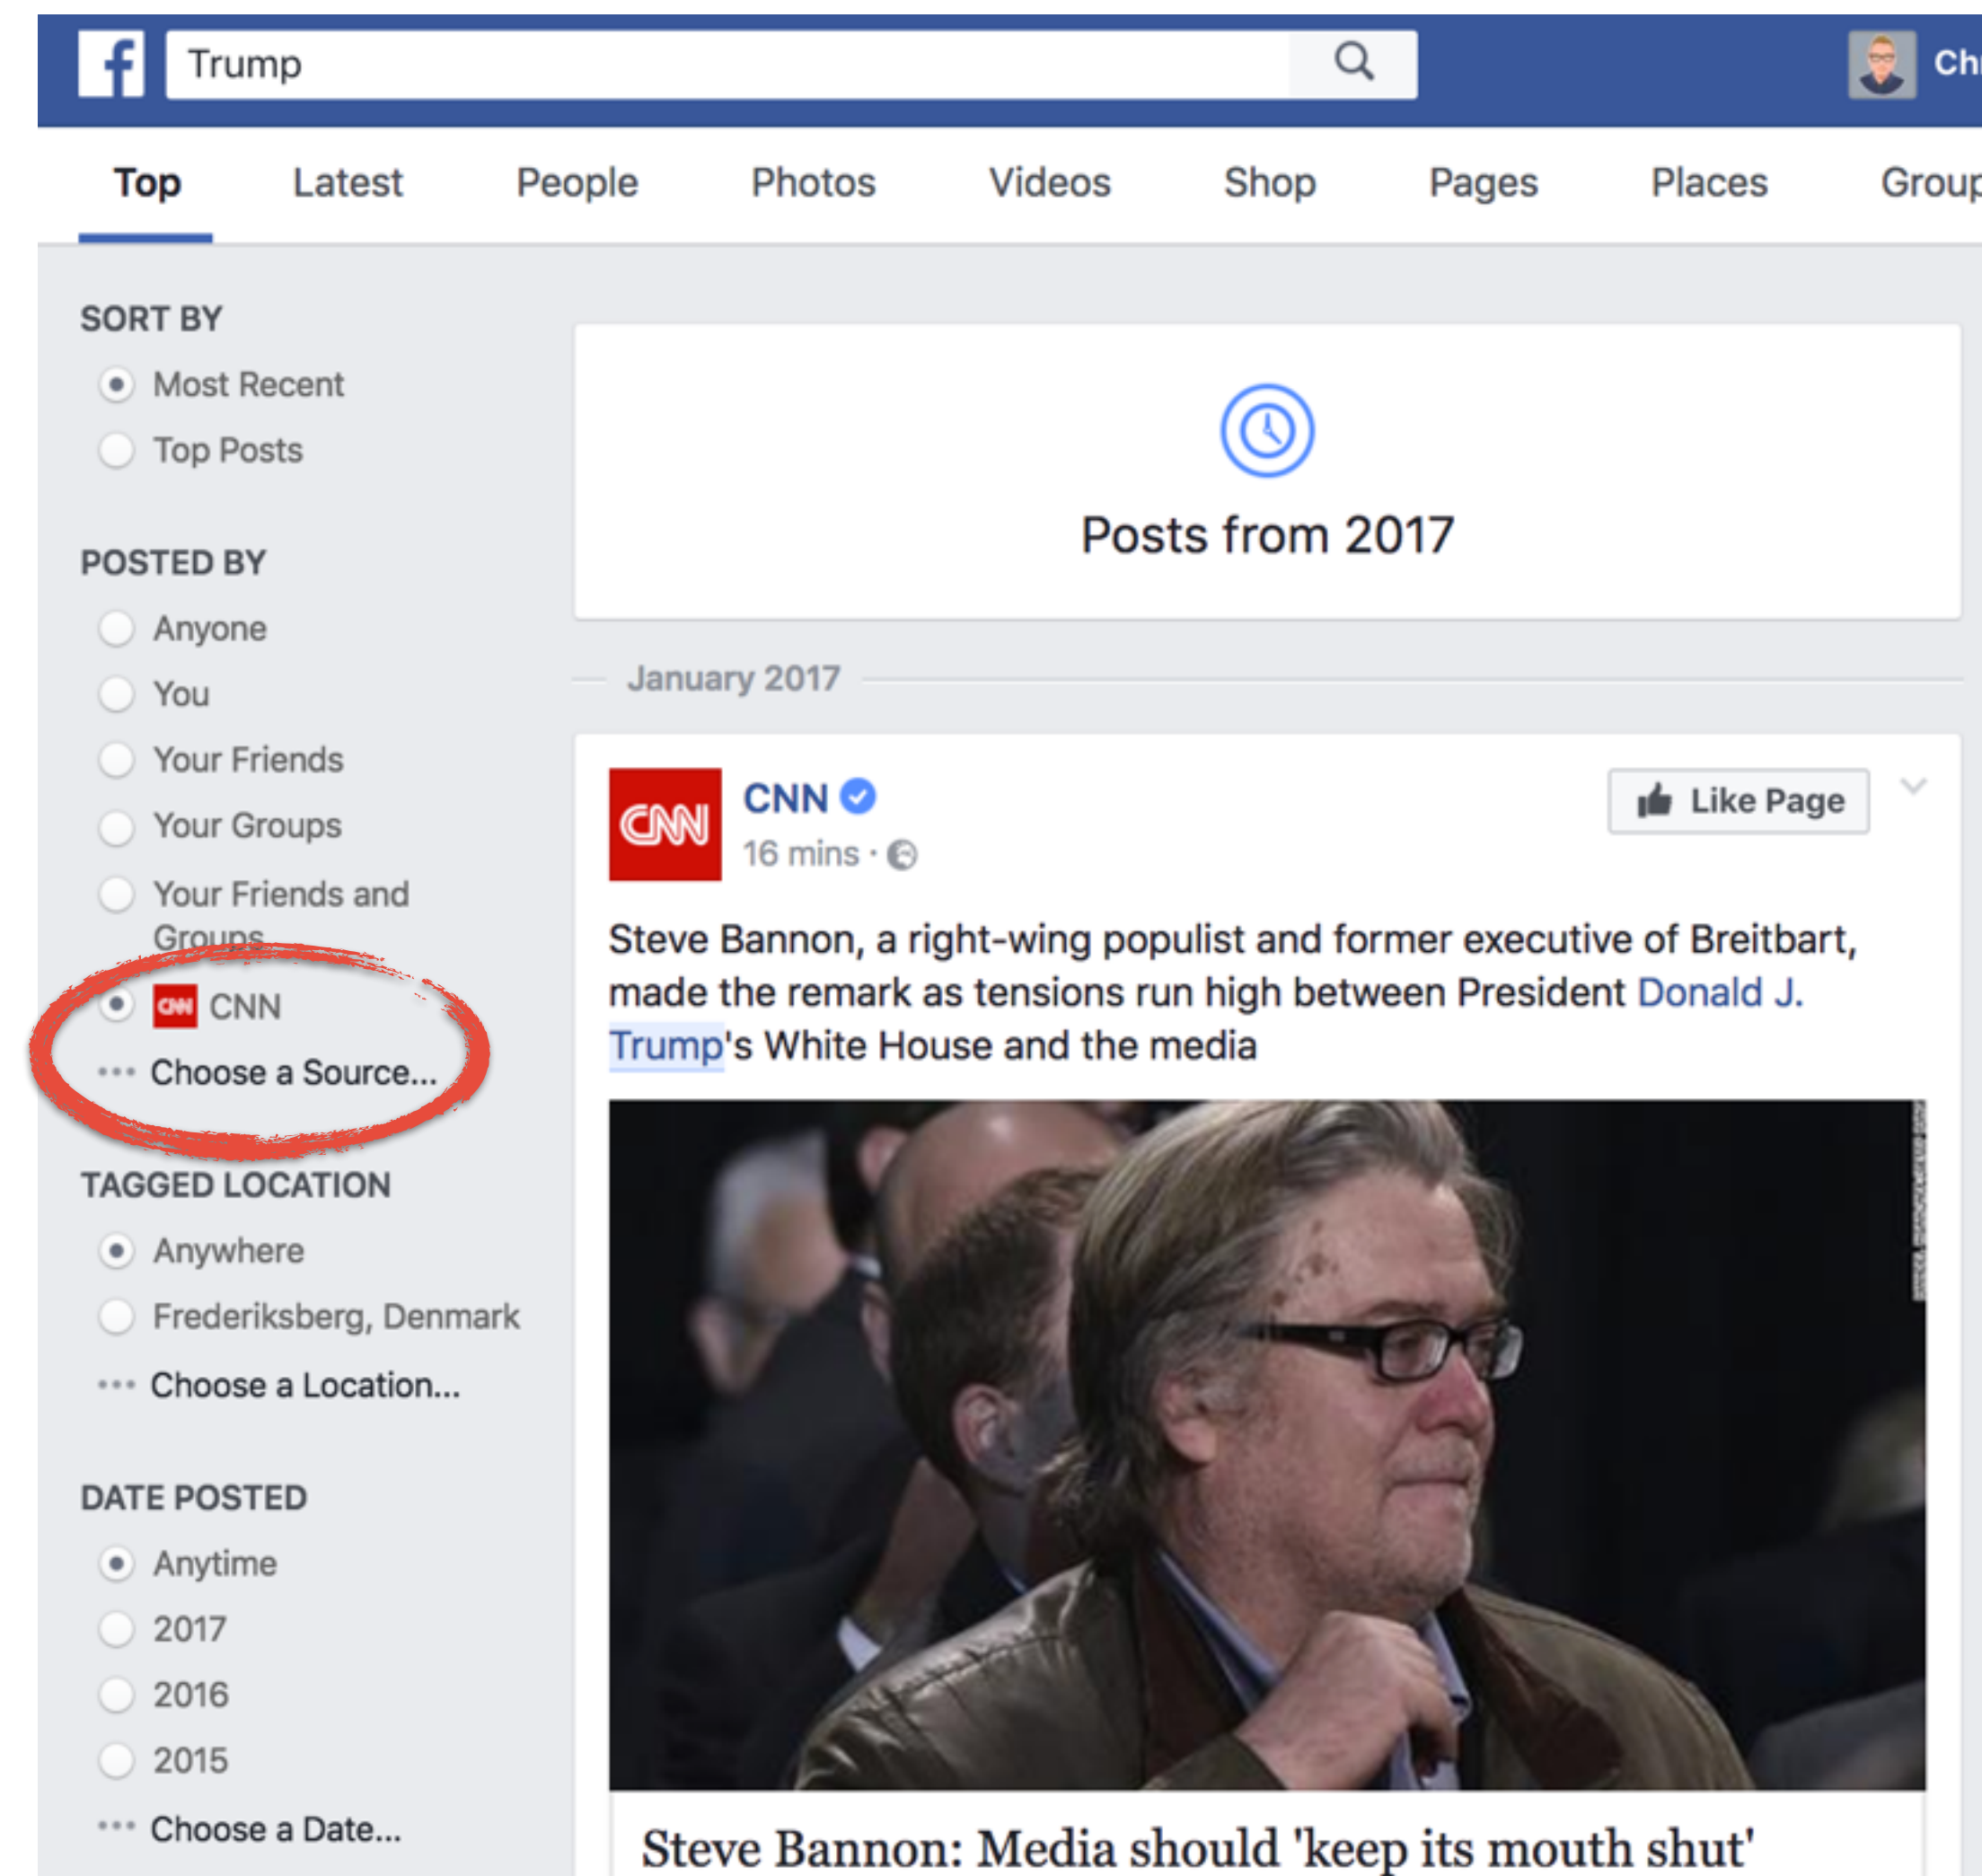 f Trump
Chr
Top Latest People Photos Videos Shop Pages Places Group
SORT BY
Most Recent
Top Posts
POSTED BY
Anyone
You
Your Friends
Your Groups
Your Friends and
Groups
CNN CNN
··· Choose a Source...
TAGGED LOCATION
Anywhere
Frederiksberg, Denmark
··· Choose a Location...
DATE POSTED
Anytime
2017
2016
2015
··· Choose a Date...
Posts from 2017
January 2017
CNN CNN
Like Page
16 mins ·
Steve Bannon, a right-wing populist and former executive of Breitbart,
made the remark as tensions run high between President Donald J.
Trump's White House and the media
Steve Bannon: Media should 'keep its mouth shut'